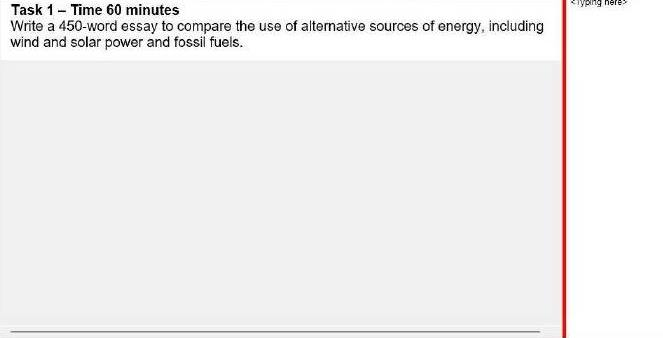 Task 1 – Time 60 minutes
Write a 450-word essay to compare the use of alternative sources of energy, including
wind and solar power and fossil fuels.
<Typing here>